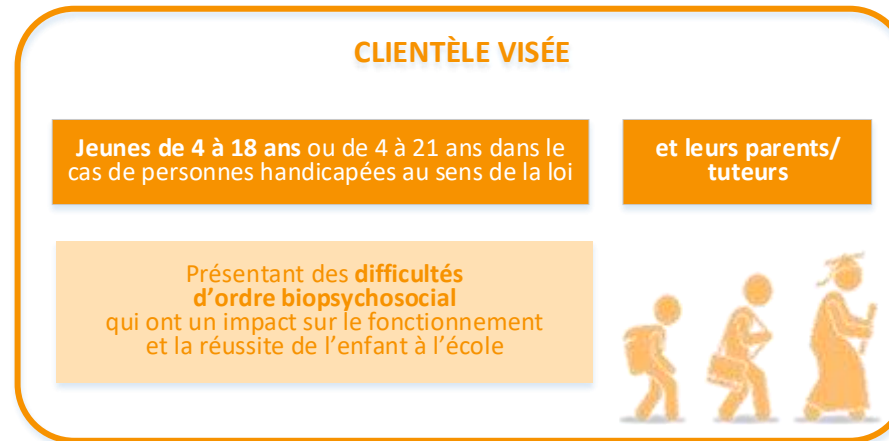 CLIENTÈLE VISÉE
Jeunes de 4 à 18 ans ou de 4 à 21 ans dans le
cas de personnes handicapées au sens de la loi
et leurs parents/
tuteurs
Présentant des difficultés
d’ordre biopsychosocial
qui ont un impact sur le fonctionnement
et la réussite de l’enfant à l’école